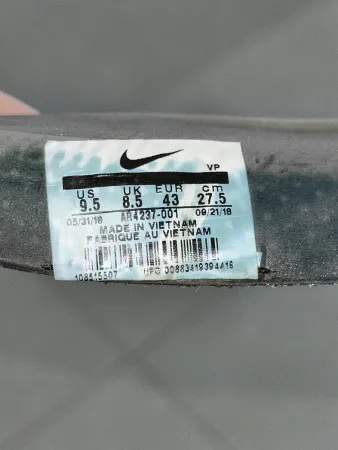 VP
US UK EUR cm
9.5 8.5 43 27.5
05/31/18 AR4237-001 09/21/18
MADE IN VIETNAM
FABRIQUE AU VIETNAM
108515807 UPC 00883419394416